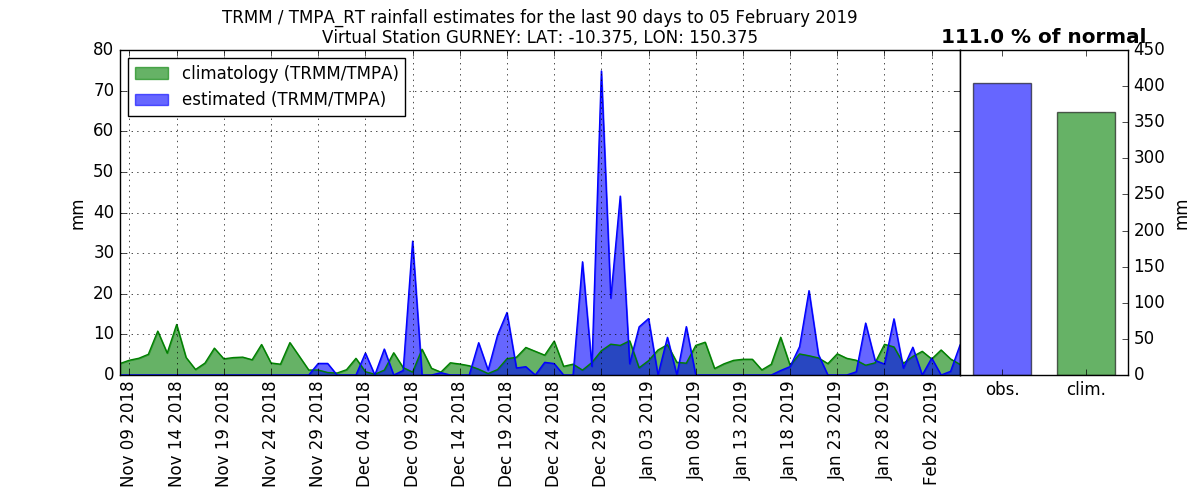 TRMM / TMPA_RT rainfall estimates for the last 90 days to 05 February 2019
Virtual Station GURNEY: LAT: -10.375, LON: 150.375
111.0 % of normal
climatology (TRMM/TMPA)
estimated (TRMM/TMPA)
mm
80
70
60
50
40
30
20
10
0
Nov 09 2018
Nov 14 2018
Nov 19 2018
Nov 24 2018
Nov 29 2018
Dec 04 2018
Dec 09 2018
Dec 14 2018
Dec 19 2018
Dec 24 2018
Dec 29 2018
Jan 03 2019
Jan 08 2019
Jan 13 2019
Jan 18 2019
Jan 23 2019
Jan 28 2019
Feb 02 2019
obs.
clim.
450
400
350
300
250
200
150
100
50
0
mm